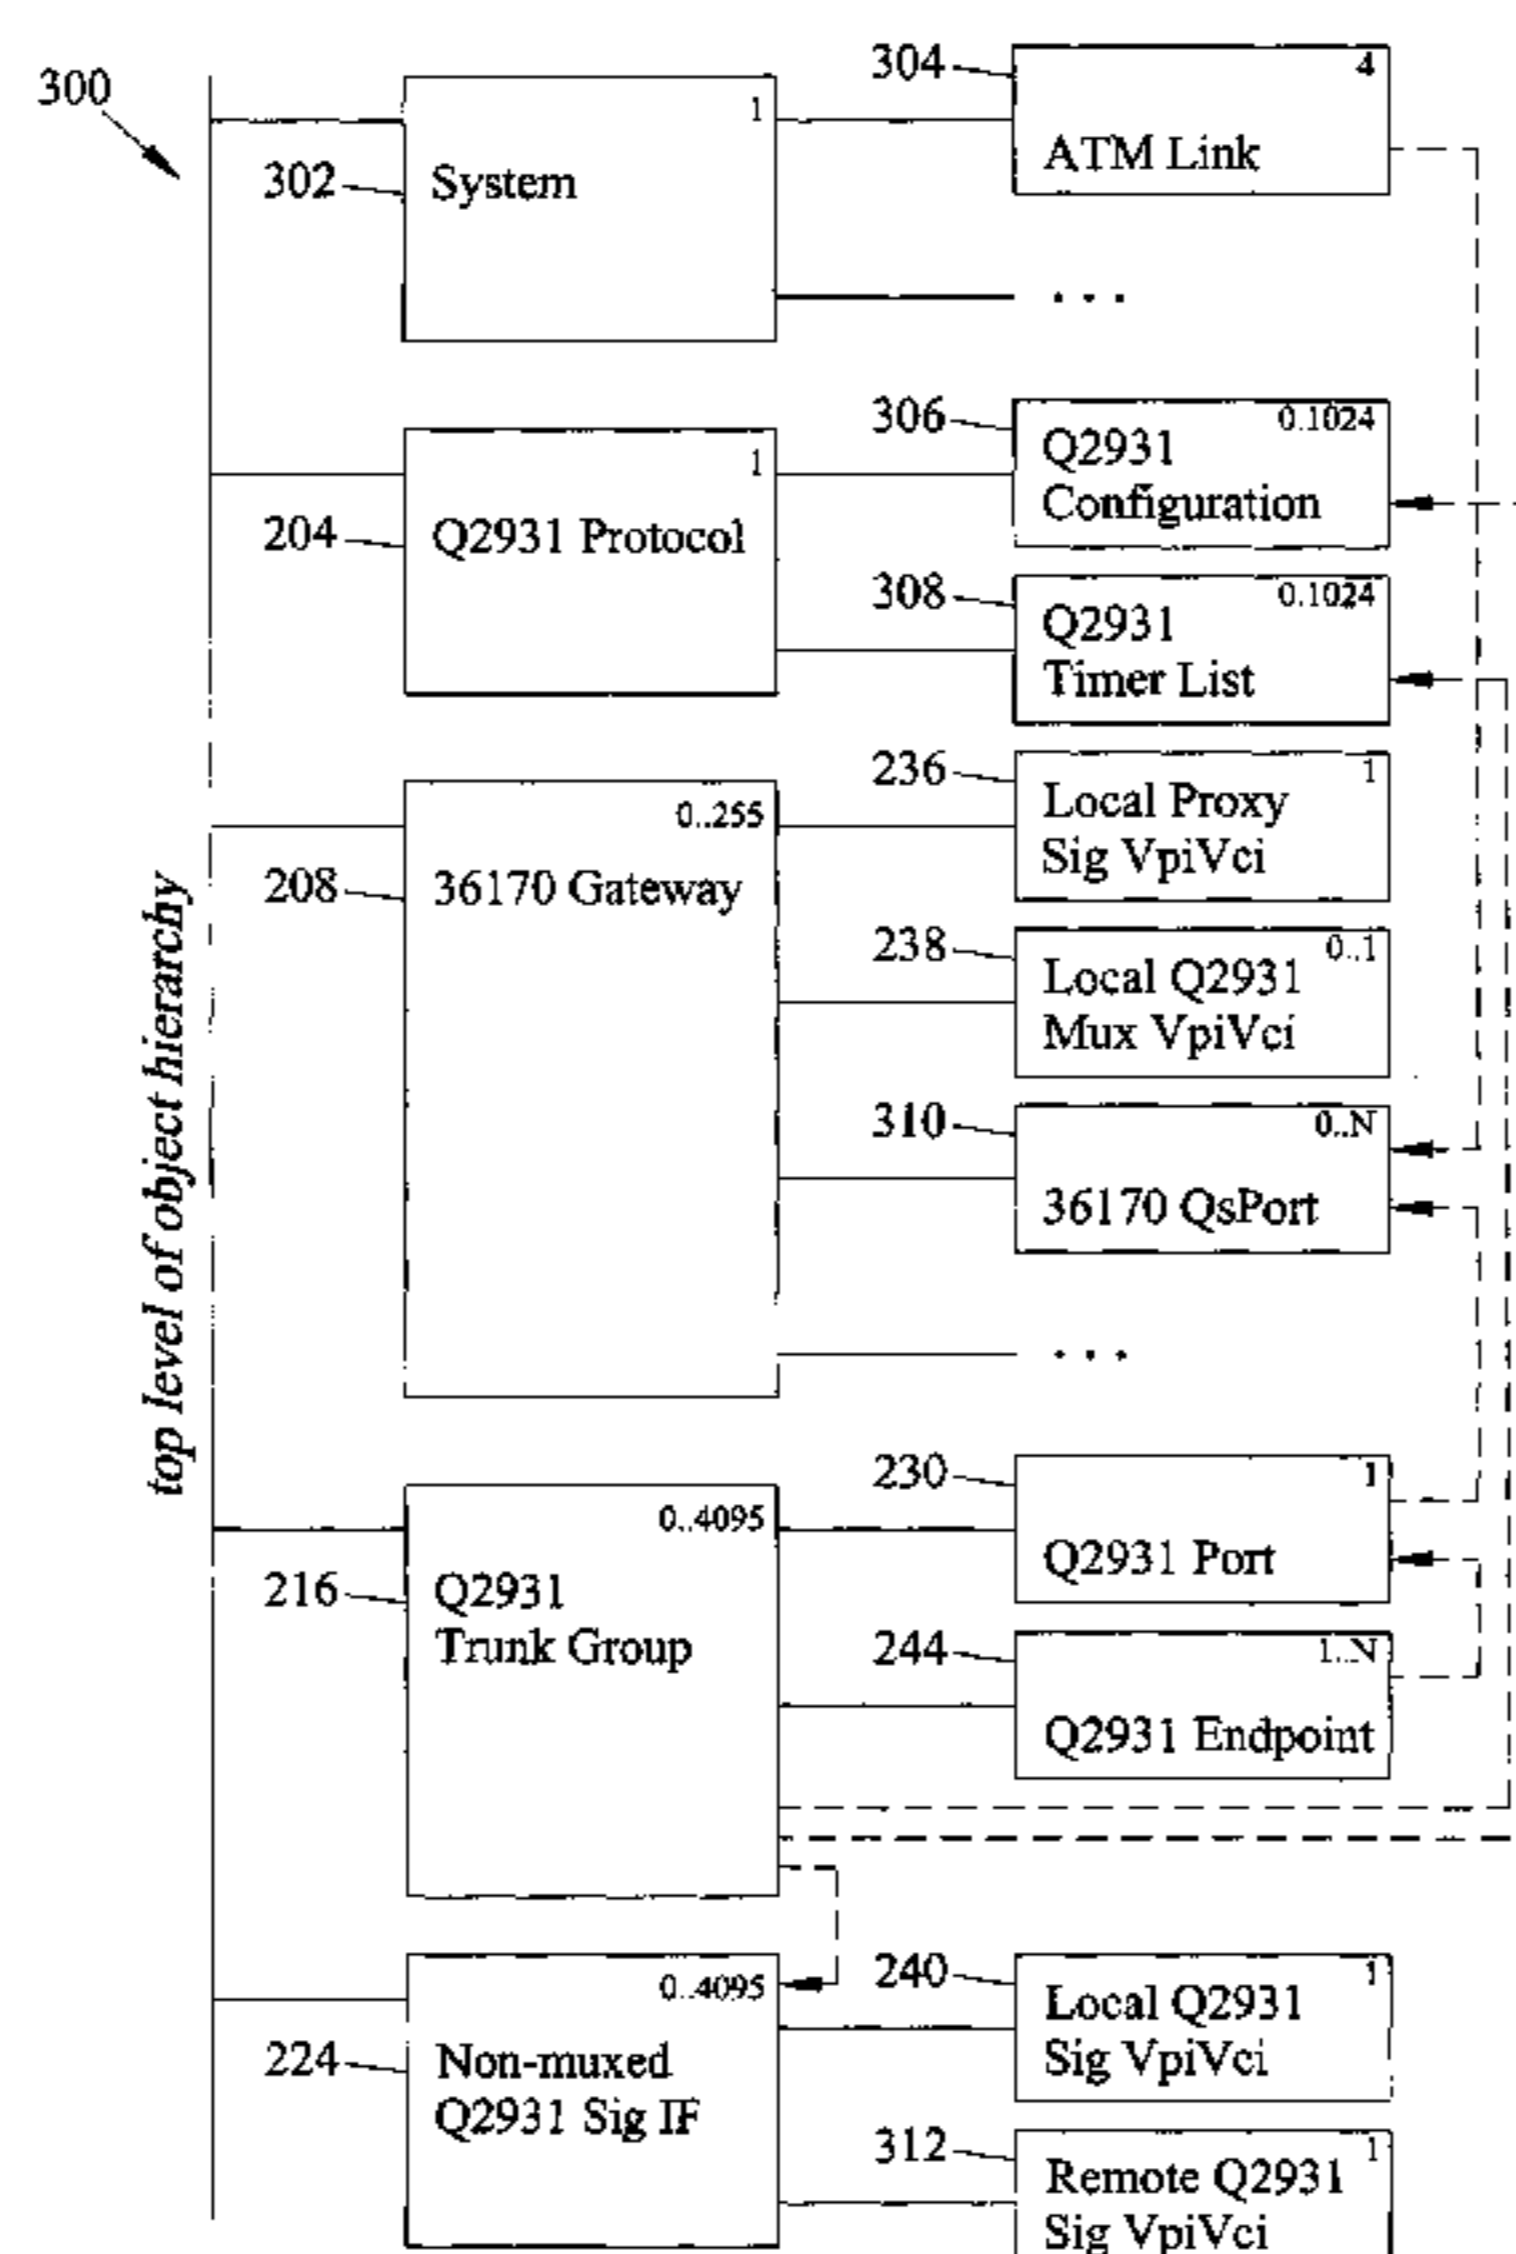 300
304
4
ATM Link
1
302
System
. . .
306
0.1024
Q2931
Configuration
1
204
Q2931 Protocol
308
0.1024
Q2931
Timer List
236
1
Local Proxy
Sig VpiVci
0..255
208
36170 Gateway
238
0..1
Local Q2931
Mux VpiVci
310
0..N
36170 QsPort
. . .
top level of object hierarchy
230
1
Q2931 Port
0..4095
216
Q2931
Trunk Group
244
1..N
Q2931 Endpoint
0..4095
224
Non-muxed
Q2931 Sig IF
240
1
Local Q2931
Sig VpiVci
312
1
Remote Q2931
Sig VpiVci